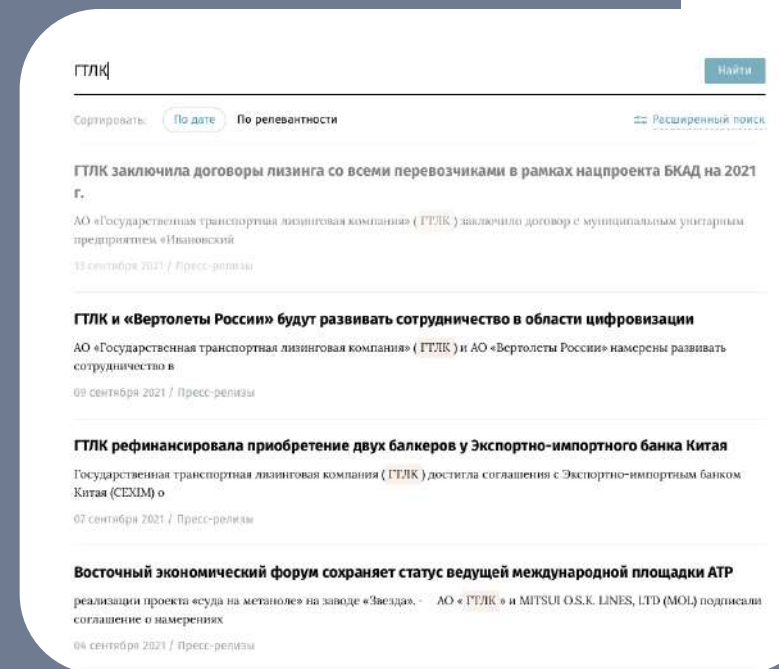 ГТЛК
Найти
Сортировать: По дате По релевантности Расширенный поиск
ГТЛК заключила договоры лизинга со всеми перевозчиками в рамках нацпроекта БКАД на 2021
г.
АО «Государственная транспортная лизинговая компания» ( ГТЛК ) заключило договор с муниципальным унитарным
предприятием «Ивановский
13 сентября 2021 / Пресс-релизы
ГТЛК и «Вертолеты России» будут развивать сотрудничество в области цифровизации
АО «Государственная транспортная лизинговая компания» ( ГТЛК ) и АО «Вертолеты России» намерены развивать
сотрудничество в
09 сентября 2021 / Пресс-релизы
ГТЛК рефинансировала приобретение двух балкеров у Экспортно-импортного банка Китая
Государственная транспортная лизинговая компания ( ГТЛК ) достигла соглашения с Экспортно-импортным банком
Китая (CEXIM) о
07 сентября 2021 / Пресс-релизы
Восточный экономический форум сохраняет статус ведущей международной площадки АТР
реализации проекта «суда на метаноле» на заводе «Звезда». · АО « ГТЛК » и MITSUI O.S.K. LINES, LTD (MOL) подписали
соглашение о намерениях
04 сентября 2021 / Пресс-релизы